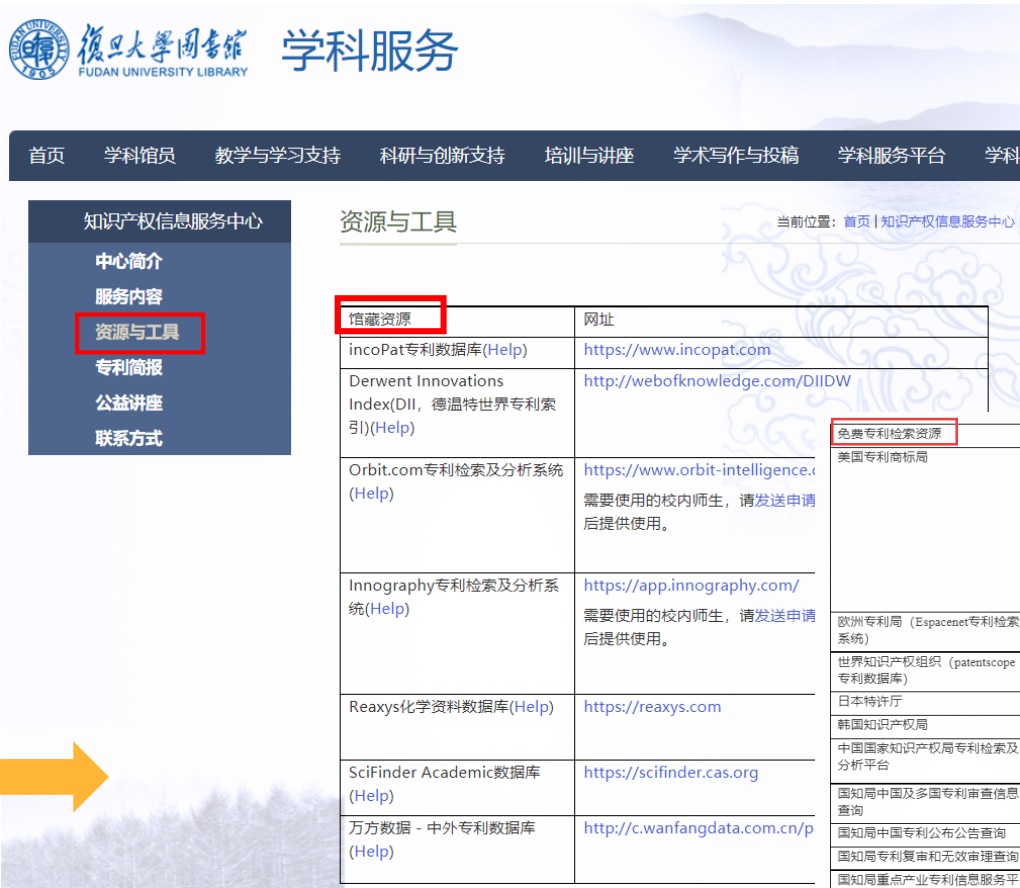 復旦大學圖書館
FUDAN UNIVERSITY LIBRARY
学科服务
首页 学科馆员 教学与学习支持 科研与创新支持 培训与讲座 学术写作与投稿 学科服务平台 学科
知识产权信息服务中心
中心简介
服务内容
资源与工具
专利简报
公益讲座
联系方式
资源与工具
当前位置：首页 | 知识产权信息服务中心
馆藏资源 网址
incoPat专利数据库(Help) https://www.incopat.com
Derwent Innovations http://webofknowledge.com/DIIDW
Index(DII，德温特世界专利索
引)(Help)
Orbit.com专利检索及分析系统 https://www.orbit-intelligence.c
(Help) 需要使用的校内师生，请发送申请
后提供使用。
Innography专利检索及分析系 https://app.innography.com/
统(Help) 需要使用的校内师生，请发送申请
后提供使用。
Reaxys化学资料数据库(Help) https://reaxys.com
SciFinder Academic数据库 https://scifinder.cas.org
(Help)
万方数据 - 中外专利数据库 http://c.wanfangdata.com.cn/p
(Help)
免费专利检索资源
美国专利商标局
欧洲专利局（Espacenet专利检索
系统）
世界知识产权组织（patentscope
专利数据库）
日本特许厅
韩国知识产权局
中国国家知识产权局专利检索及
分析平台
国知局中国及多国专利审查信息
查询
国知局中国专利公布公告查询
国知局专利复审和无效审理查询
国知局重点产业专利信息服务平